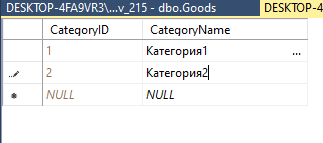 DESKTOP-4FA9VR3\...v_215 - dbo.Goods DESKTOP-4
CategoryID CategoryName
1 Категория1 ...
2 Категория2
NULL NULL